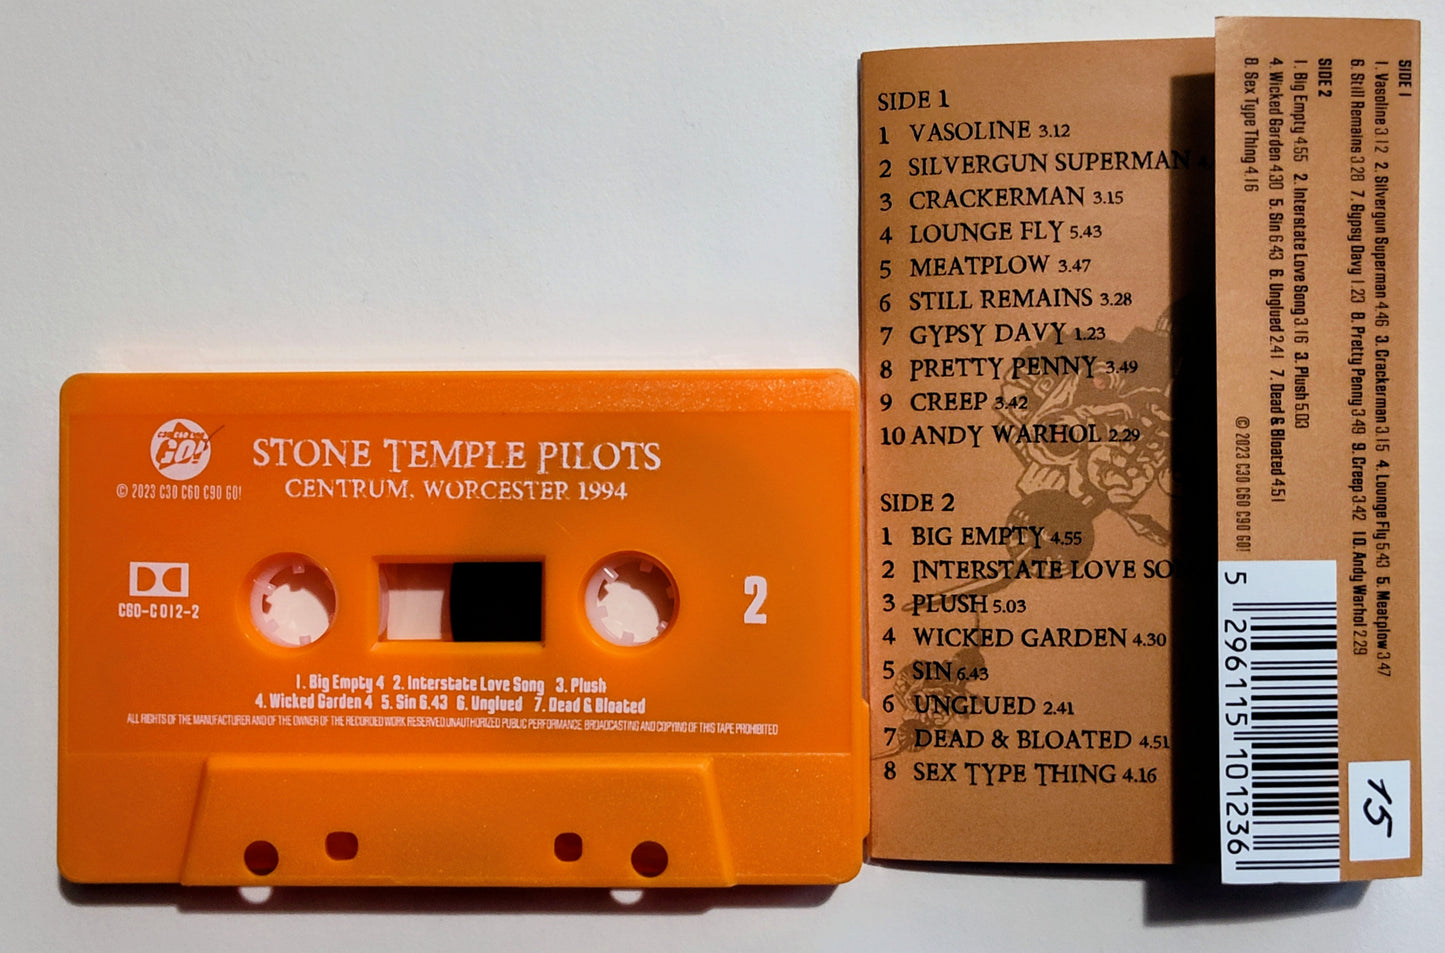 C30 C60 C90
GO!
© 2023 C30 C60 C90 GO!
STONE TEMPLE PILOTS
CENTRUM, WORCESTER 1994
C60-C012-2
2
1. Big Empty 4 2. Interstate Love Song 3. Plush
4. Wicked Garden 4 5. Sin 6.43 6. Unglued 7. Dead & Bloated
ALL RIGHTS OF THE MANUFACTURER AND OF THE OWNER OF THE RECORDED WORK RESERVED UNAUTHORIZED PUBLIC PERFORMANCE, BROADCASTING AND COPYING OF THIS TAPE PROHIBITED
SIDE 1
1 VASOLINE 3.12
2 SILVERGUN SUPERMAN
3 CRACKERMAN 3.15
4 LOUNGE FLY 5.43
5 MEATPLOW 3.47
6 STILL REMAINS 3.28
7 GYPSY DAVY 1.23
8 PRETTY PENNY 3.49
9 CREEP 3.42
10 ANDY WARHOL 2.29
SIDE 2
1 BIG EMPTY 4.55
2 INTERSTATE LOVE SO
3 PLUSH 5.03
4 WICKED GARDEN 4.30
5 SIN 6.43
6 UNGLUED 2.41
7 DEAD & BLOATED 4.51
8 SEX TYPE THING 4.16
SIDE 1
1. Vasoline 3.12 2. Silvergun Superman 4.46 3. Crackerman 3.15 4. Lounge Fly 5.43 5. Meatplow 3.47
6. Still Remains 3.28 7. Gypsy Davy 1.23 8. Pretty Penny 3.49 9. Creep 3.42 10. Andy Warhol 2.29
SIDE 2
1. Big Empty 4.55 2. Interstate Love Song 3.16 3. Plush 5.03
4. Wicked Garden 4.30 5. Sin 6.43 6. Unglued 2.41 7. Dead & Bloated 4.51
8. Sex Type Thing 4.16
© 2023 C30 C60 C90 GO!
5 296115 101236
15